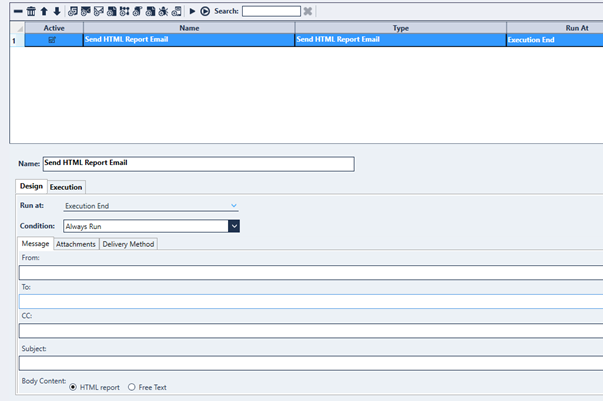 Search:
Active Name Type Run At
1 Send HTML Report Email Send HTML Report Email Execution End
Name: Send HTML Report Email
Design Execution
Run at: Execution End
Condition: Always Run
Message Attachments Delivery Method
From:
To:
CC:
Subject:
Body Content: HTML report Free Text